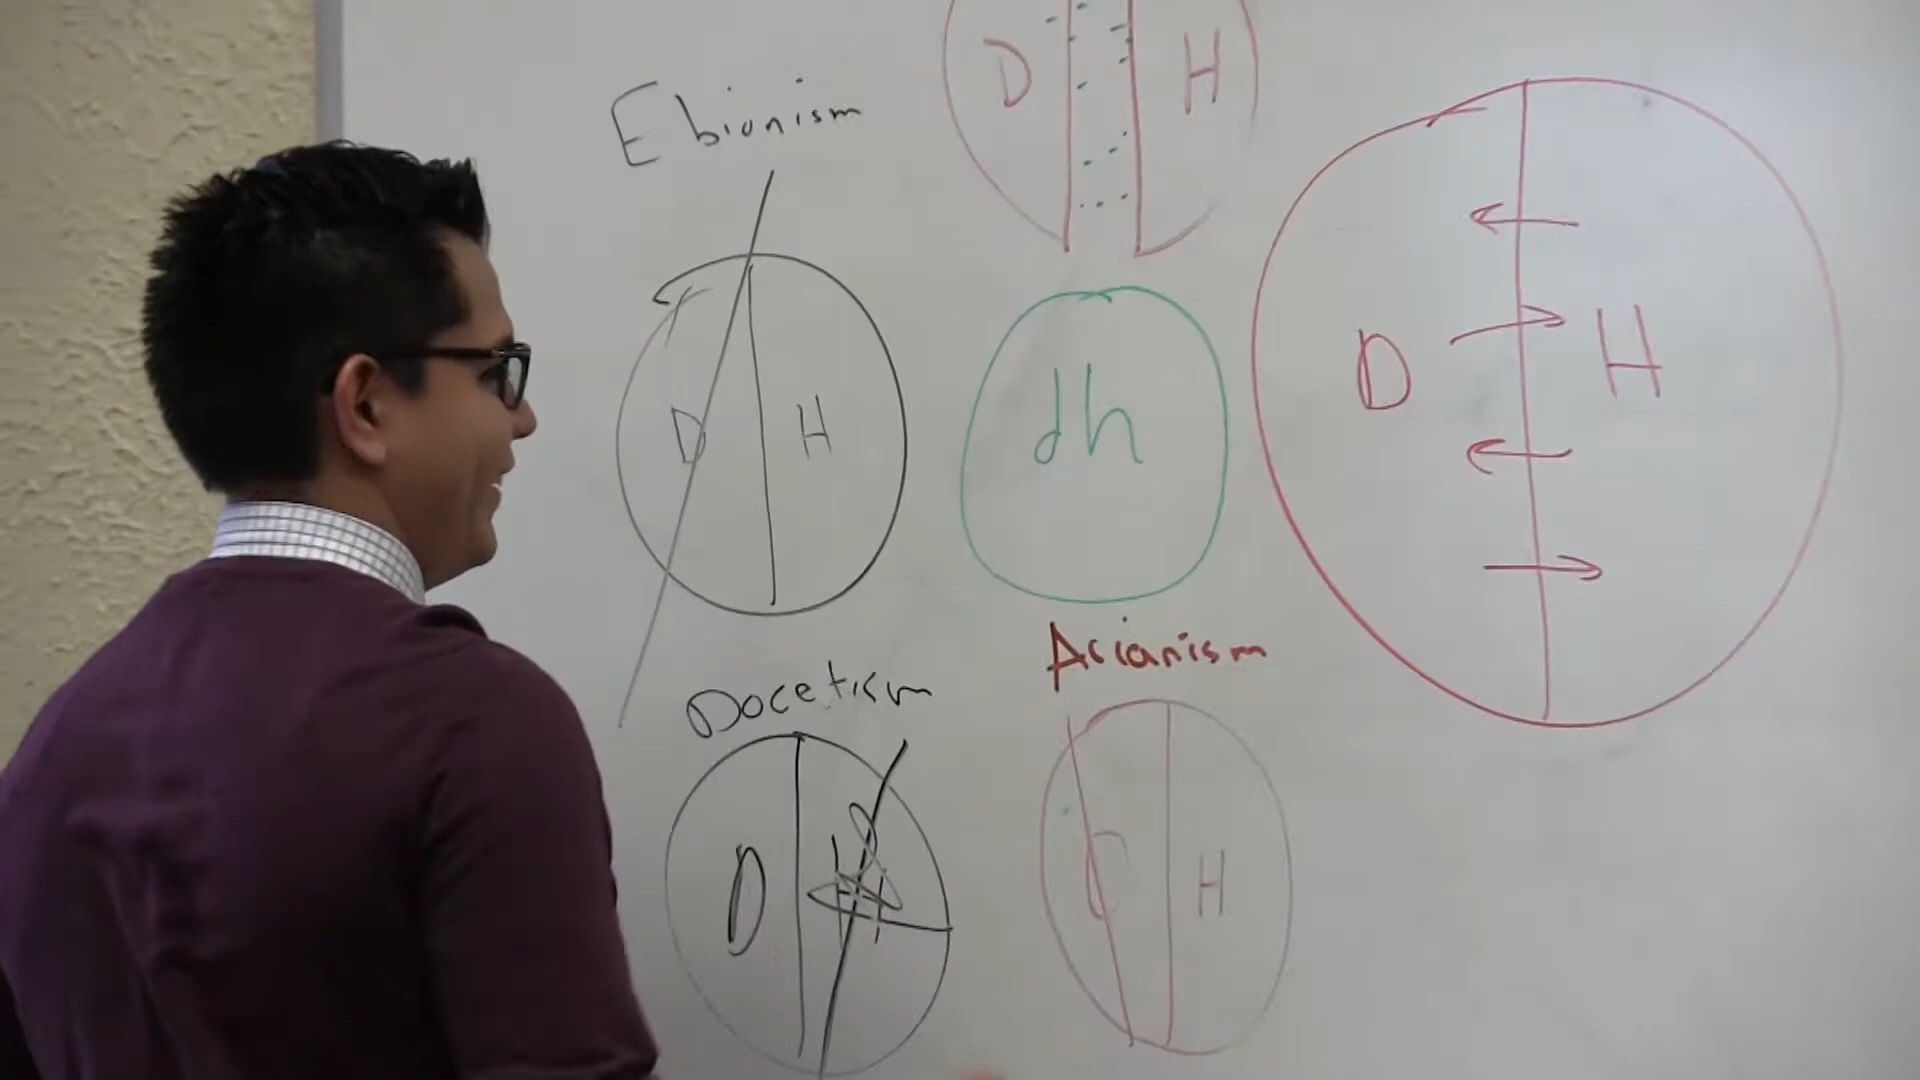 D H
Ebionism
D H
dh
D H
Docetism
D H
Arianism
D H